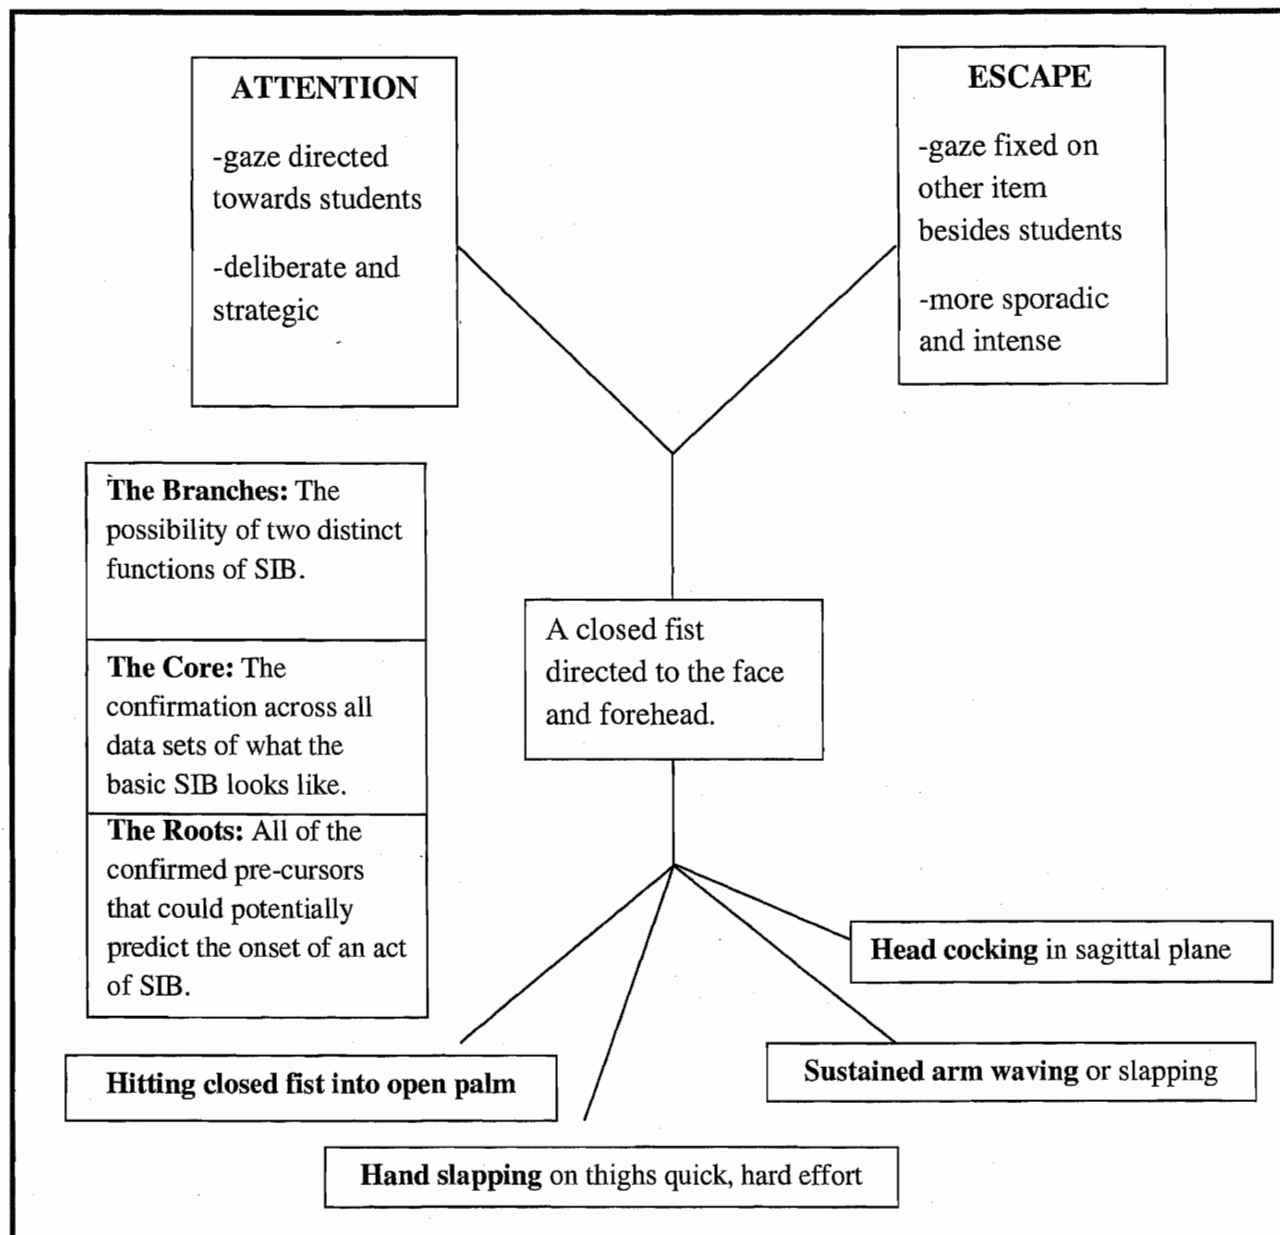 ATTENTION
-gaze directed
towards students
-deliberate and
strategic
ESCAPE
-gaze fixed on
other item
besides students
-more sporadic
and intense
The Branches: The
possibility of two distinct
functions of SIB.
The Core: The
confirmation across all
data sets of what the
basic SIB looks like.
The Roots: All of the
confirmed pre-cursors
that could potentially
predict the onset of an act
of SIB.
A closed fist
directed to the face
and forehead.
Head cocking in sagittal plane
Sustained arm waving or slapping
Hitting closed fist into open palm
Hand slapping on thighs quick, hard effort